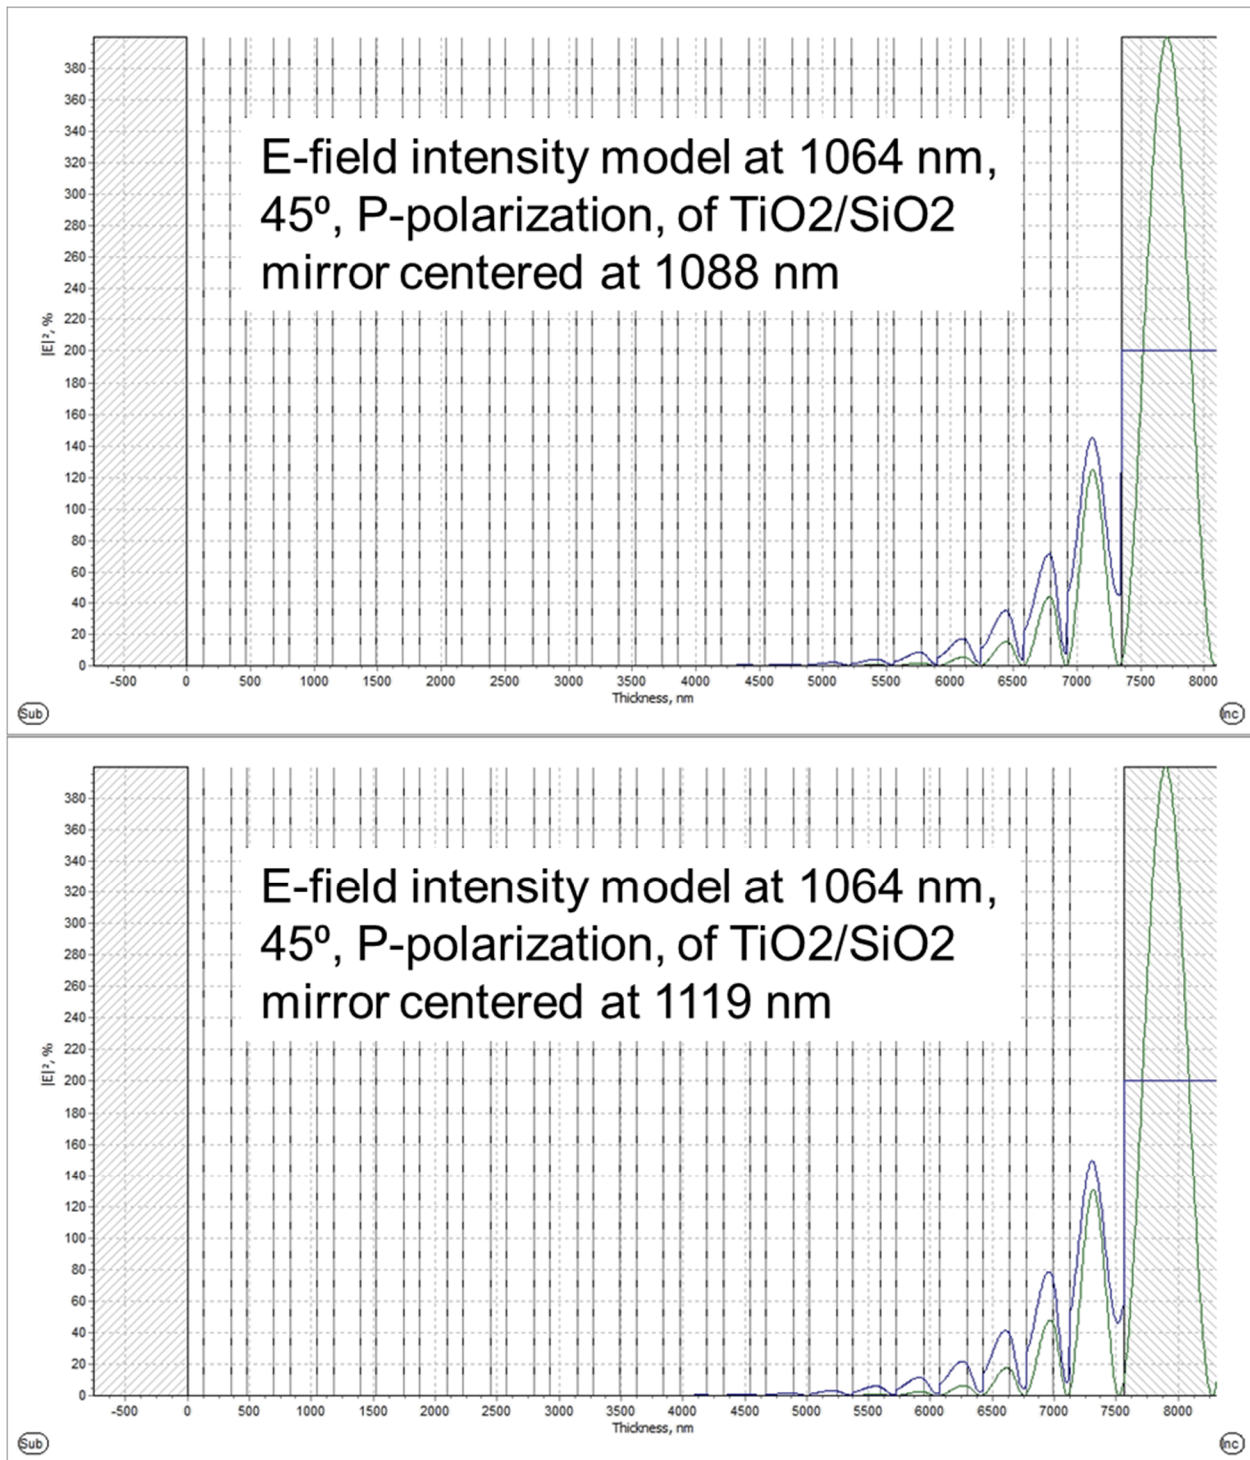 380
360
340
320
300
280
260
240
220
200
180
160
140
120
100
80
60
40
20
0
|E|², %
E-field intensity model at 1064 nm,
45º, P-polarization, of TiO2/SiO2
mirror centered at 1088 nm
-500 0 500 1000 1500 2000 2500 3000 3500 4000 4500 5000 5500 6000 6500 7000 7500 8000
Thickness, nm
Sub
Inc
380
360
340
320
300
280
260
240
220
200
180
160
140
120
100
80
60
40
20
0
|E|², %
E-field intensity model at 1064 nm,
45º, P-polarization, of TiO2/SiO2
mirror centered at 1119 nm
-500 0 500 1000 1500 2000 2500 3000 3500 4000 4500 5000 5500 6000 6500 7000 7500 8000
Thickness, nm
Sub
Inc